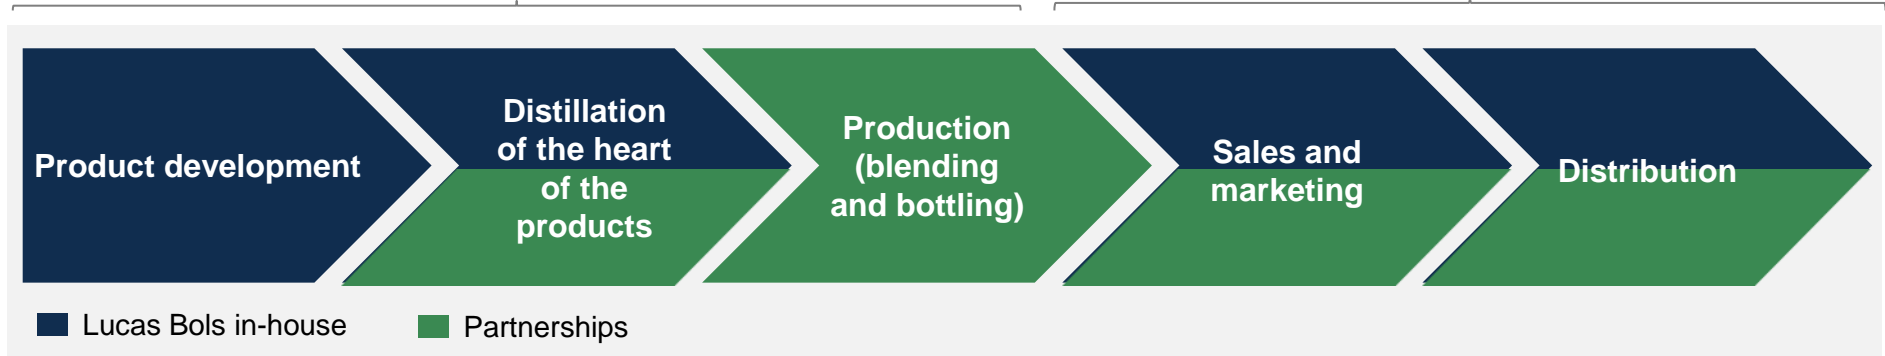 Product development
Distillation
of the heart
of the
products
Production
(blending
and bottling)
Sales and
marketing
Distribution
Lucas Bols in-house
Partnerships